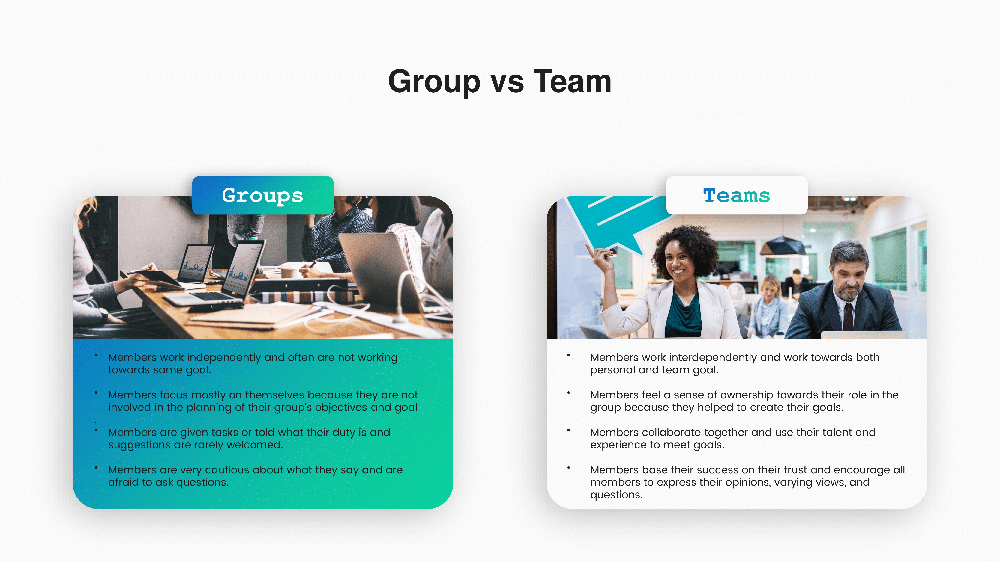 Group vs Team
Groups
• Members work independently and often are not working
towards same goal.
• Members focus mostly on themselves because they are not
involved in the planning of their group's objectives and goal
• Members are given tasks or told what their duty is and
suggestions are rarely welcomed.
• Members are very cautious about what they say and are
afraid to ask questions.
Teams
• Members work interdependently and work towards both
personal and team goal.
• Members feel a sense of ownership towards their role in the
group because they helped to create their goals.
• Members collaborate together and use their talent and
experience to meet goals.
• Members base their success on their trust and encourage all
members to express their opinions, varying views, and
questions.